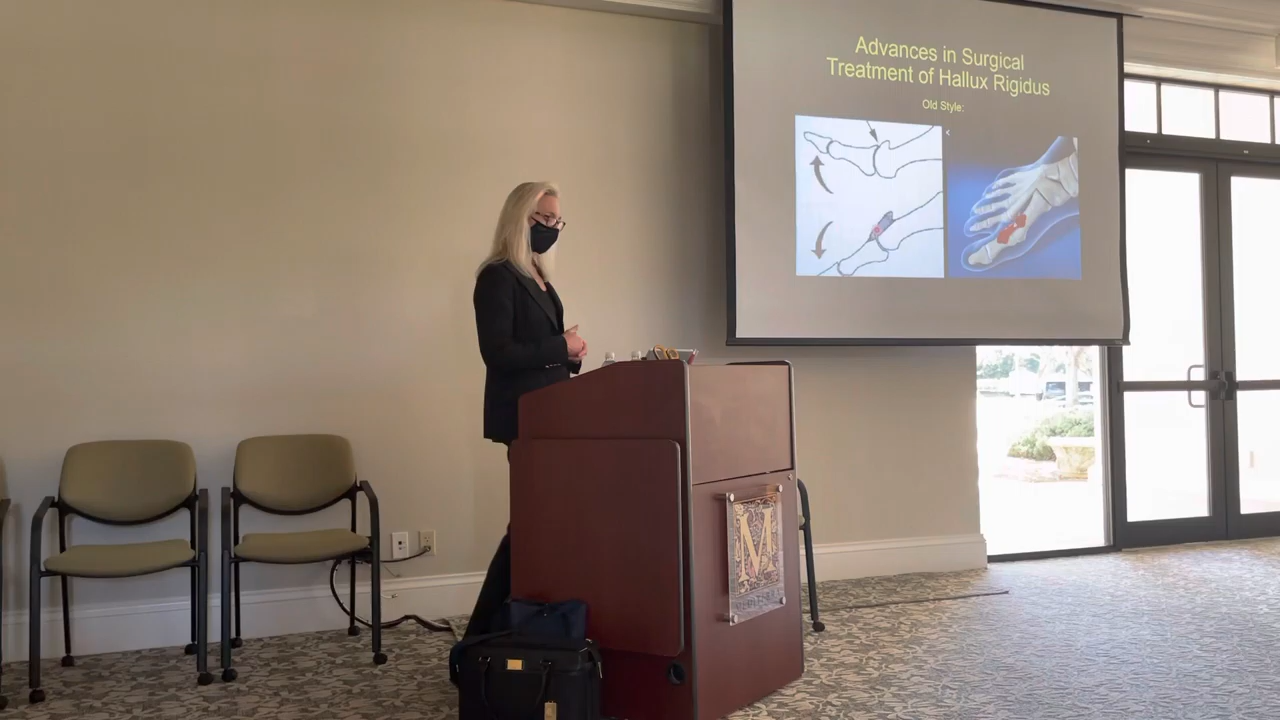 Advances in Surgical
Treatment of Hallux Rigidus
Old Style:
M